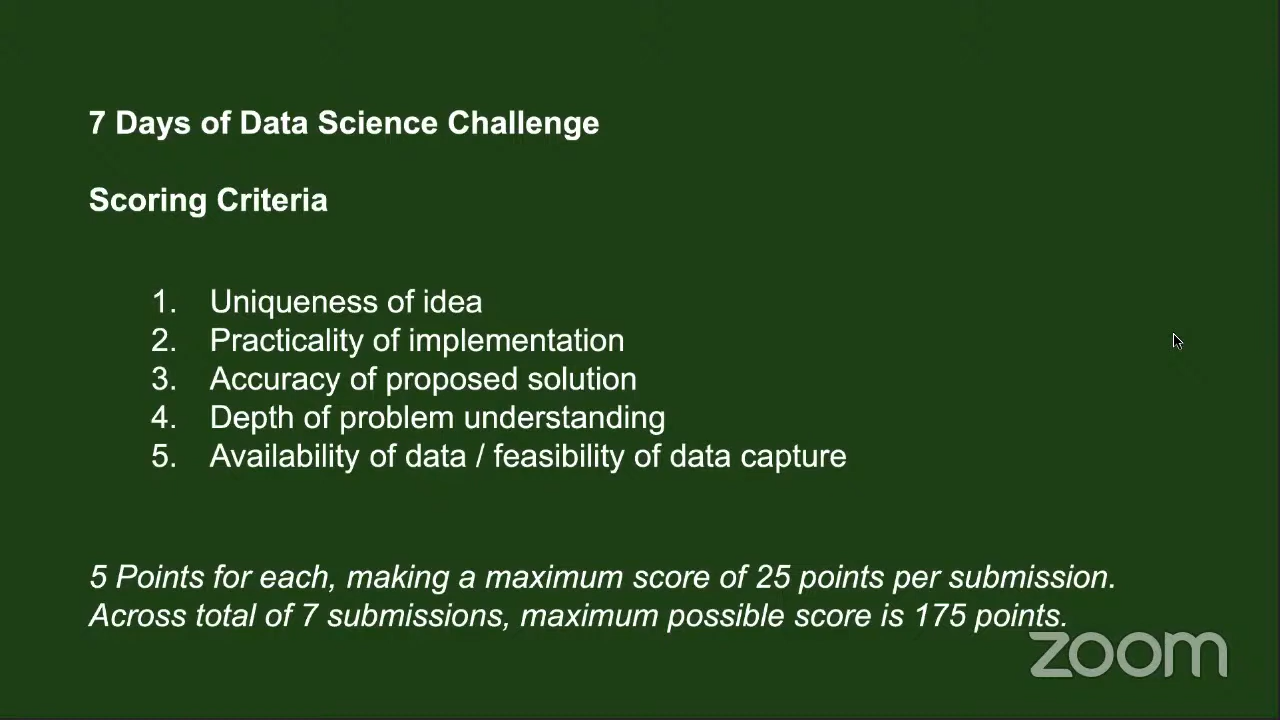 7 Days of Data Science Challenge
Scoring Criteria
1. Uniqueness of idea
2. Practicality of implementation
3. Accuracy of proposed solution
4. Depth of problem understanding
5. Availability of data / feasibility of data capture
5 Points for each, making a maximum score of 25 points per submission.
Across total of 7 submissions, maximum possible score is 175 points.
zoom